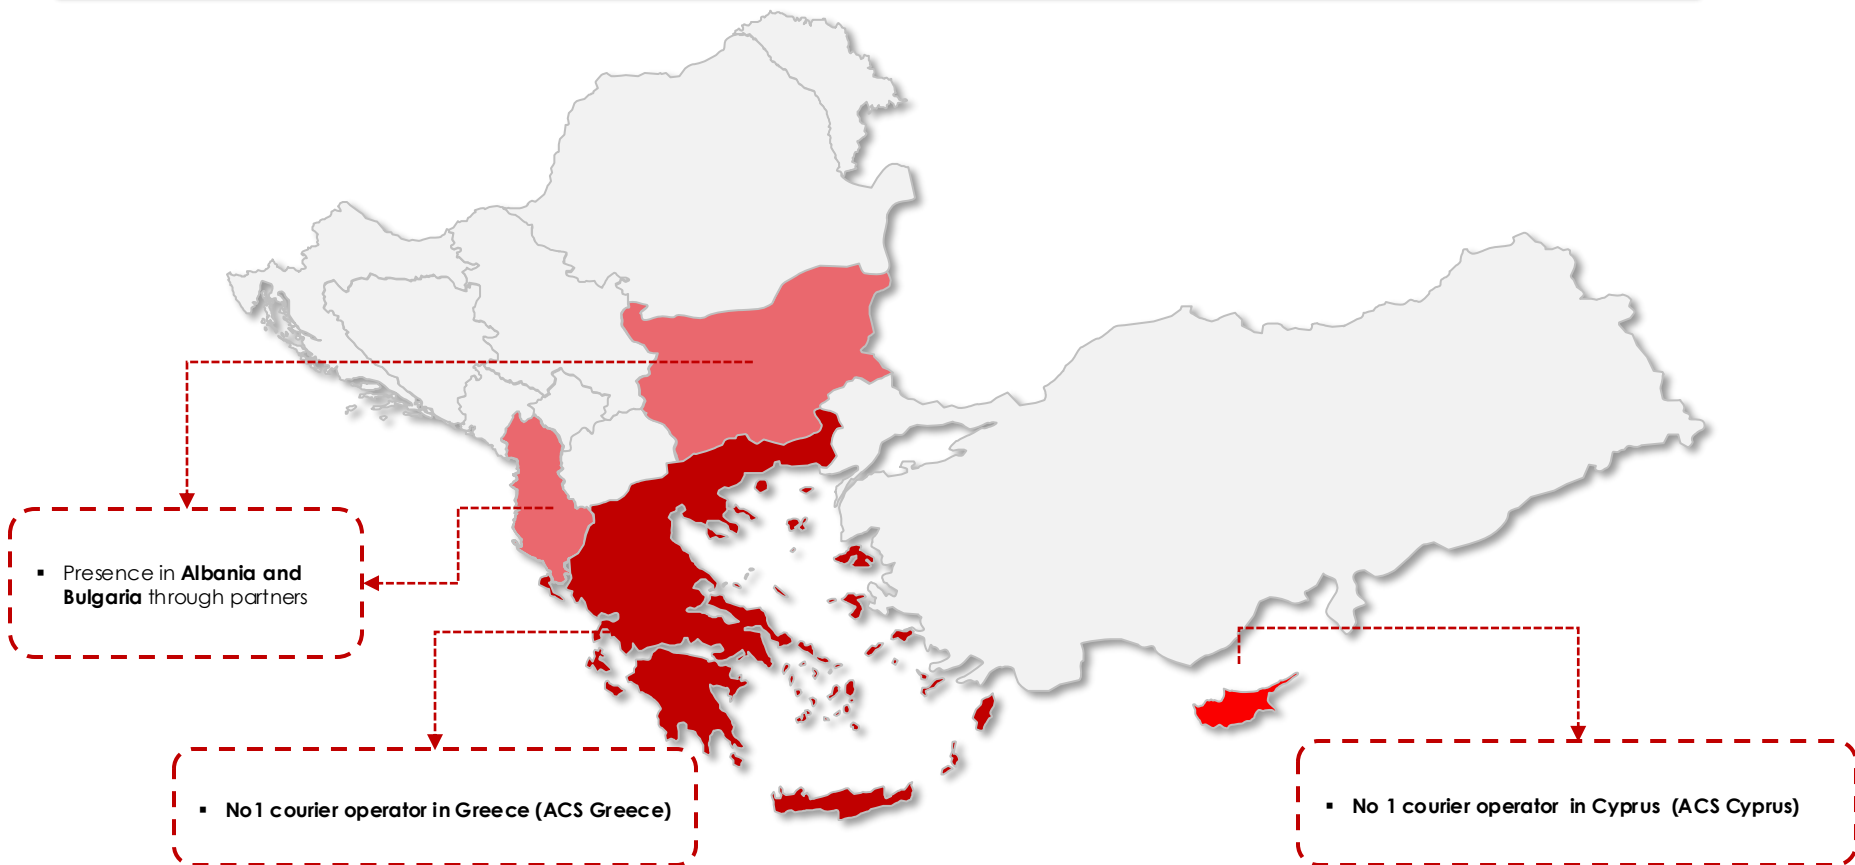 ▪ Presence in Albania and
Bulgaria through partners
▪ No1 courier operator in Greece (ACS Greece)
▪ No 1 courier operator in Cyprus (ACS Cyprus)